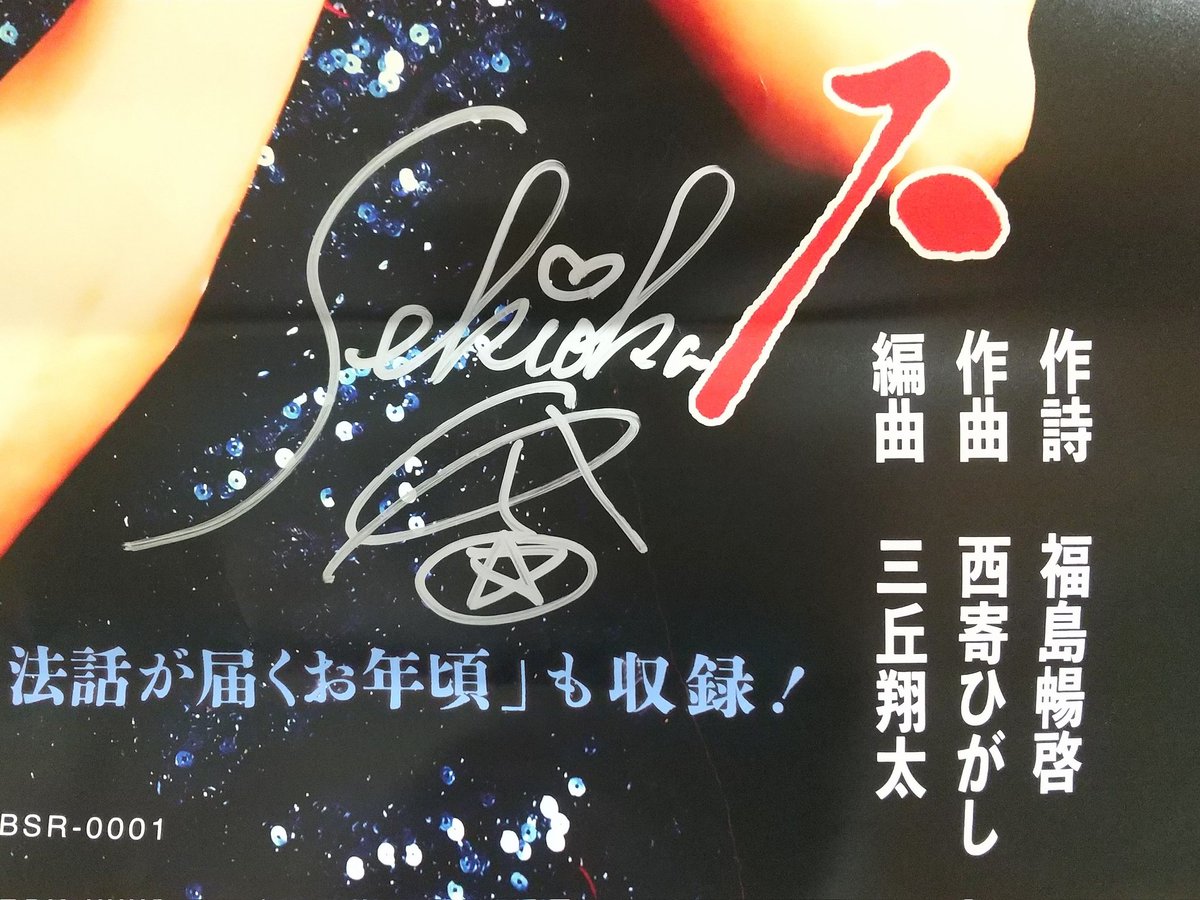 Sekioka
作詩 福島暢啓
作曲 西寄ひがし
編曲 三丘翔太
法話が届くお年頃」も収録!
BSR-0001